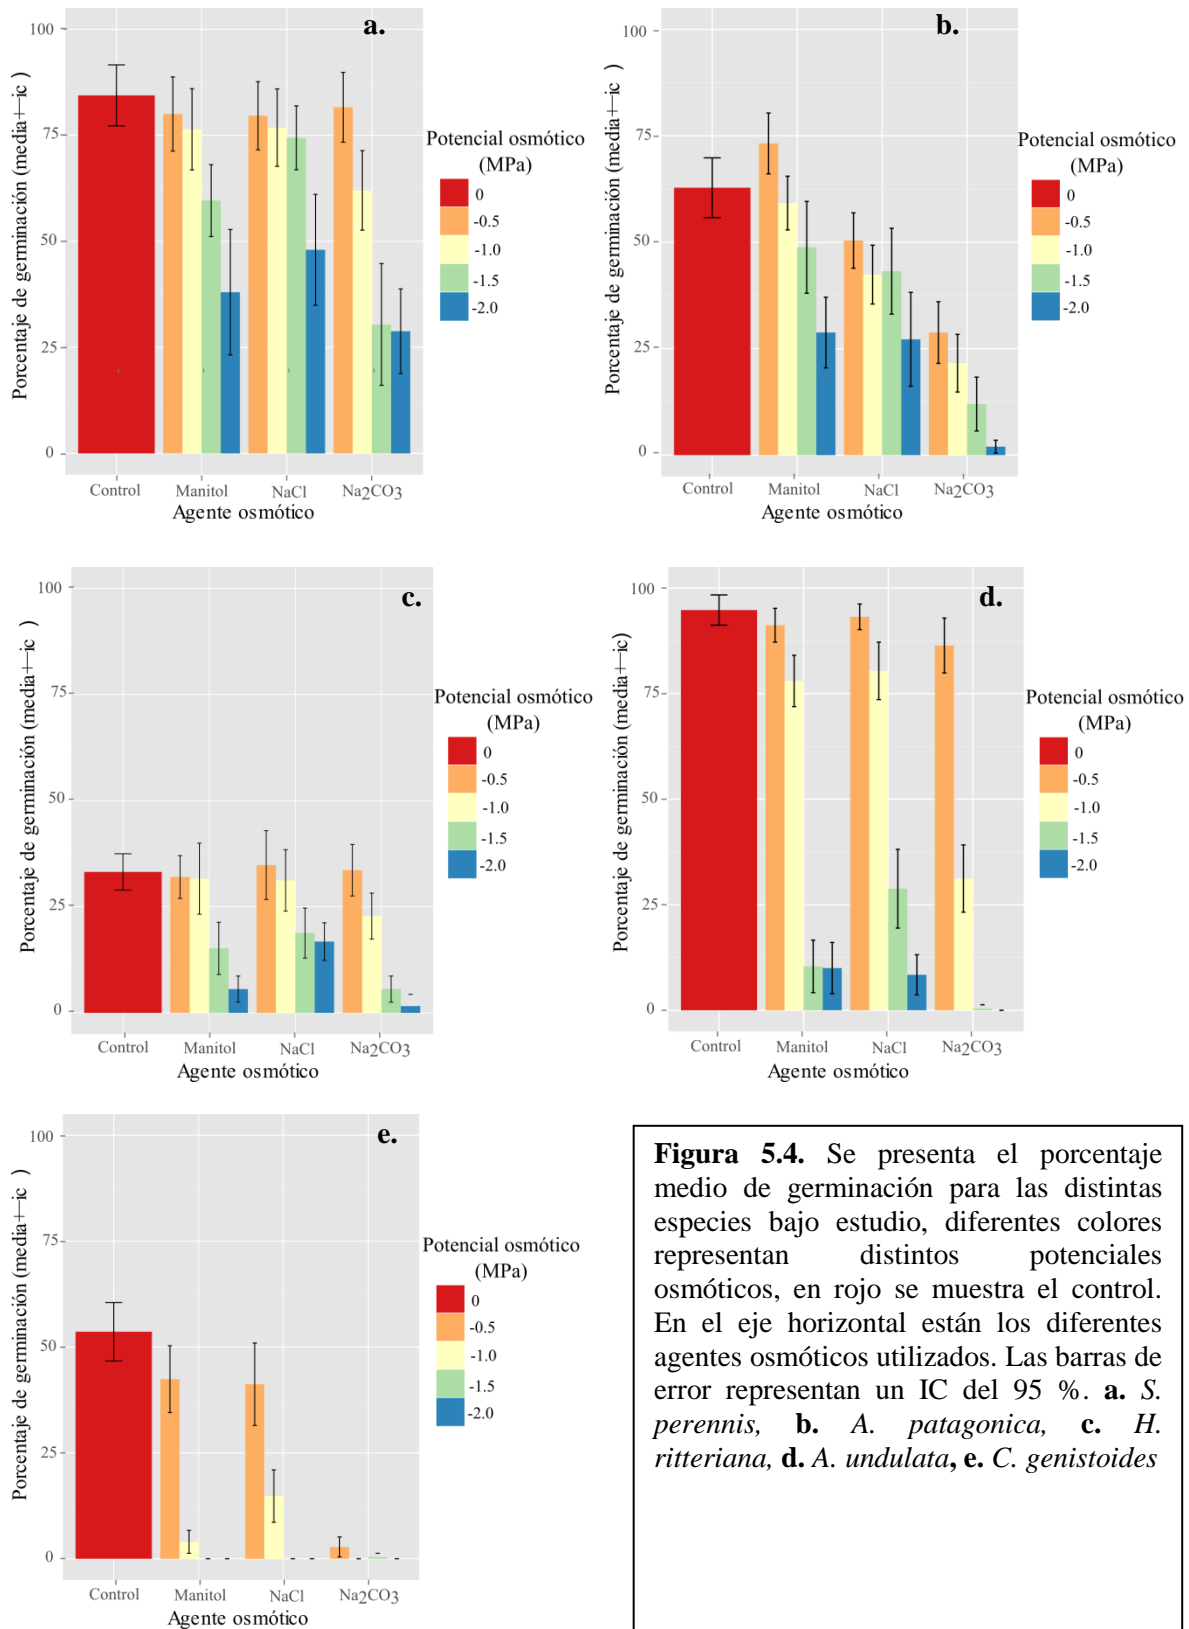 a.
Porcentaje de germinación (media+−ic )
100
75
50
25
0
Control
Manitol
NaCl
Na2CO3
Agente osmótico
Potencial osmótico
(MPa)
0
-0.5
-1.0
-1.5
-2.0
b.
Porcentaje de germinación (media+−ic )
100
75
50
25
0
Control
Manitol
NaCl
Na2CO3
Agente osmótico
Potencial osmótico
(MPa)
0
-0.5
-1.0
-1.5
-2.0
c.
Porcentaje de germinación (media+−ic )
100
75
50
25
0
Control
Manitol
NaCl
Na2CO3
Agente osmótico
Potencial osmótico
(MPa)
0
-0.5
-1.0
-1.5
-2.0
d.
Porcentaje de germinación (media+−ic )
100
75
50
25
0
Control
Manitol
NaCl
Na2CO3
Agente osmótico
Potencial osmótico
(MPa)
0
-0.5
-1.0
-1.5
-2.0
e.
Porcentaje de germinación (media+−ic )
100
75
50
25
0
Control
Manitol
NaCl
Na2CO3
Agente osmótico
Potencial osmótico
(MPa)
0
-0.5
-1.0
-1.5
-2.0
Figura 5.4. Se presenta el porcentaje
medio de germinación para las distintas
especies bajo estudio, diferentes colores
representan distintos potenciales
osmóticos, en rojo se muestra el control.
En el eje horizontal están los diferentes
agentes osmóticos utilizados. Las barras de
error representan un IC del 95 %. a. S.
perennis, b. A. patagonica, c. H.
ritteriana, d. A. undulata, e. C. genistoides